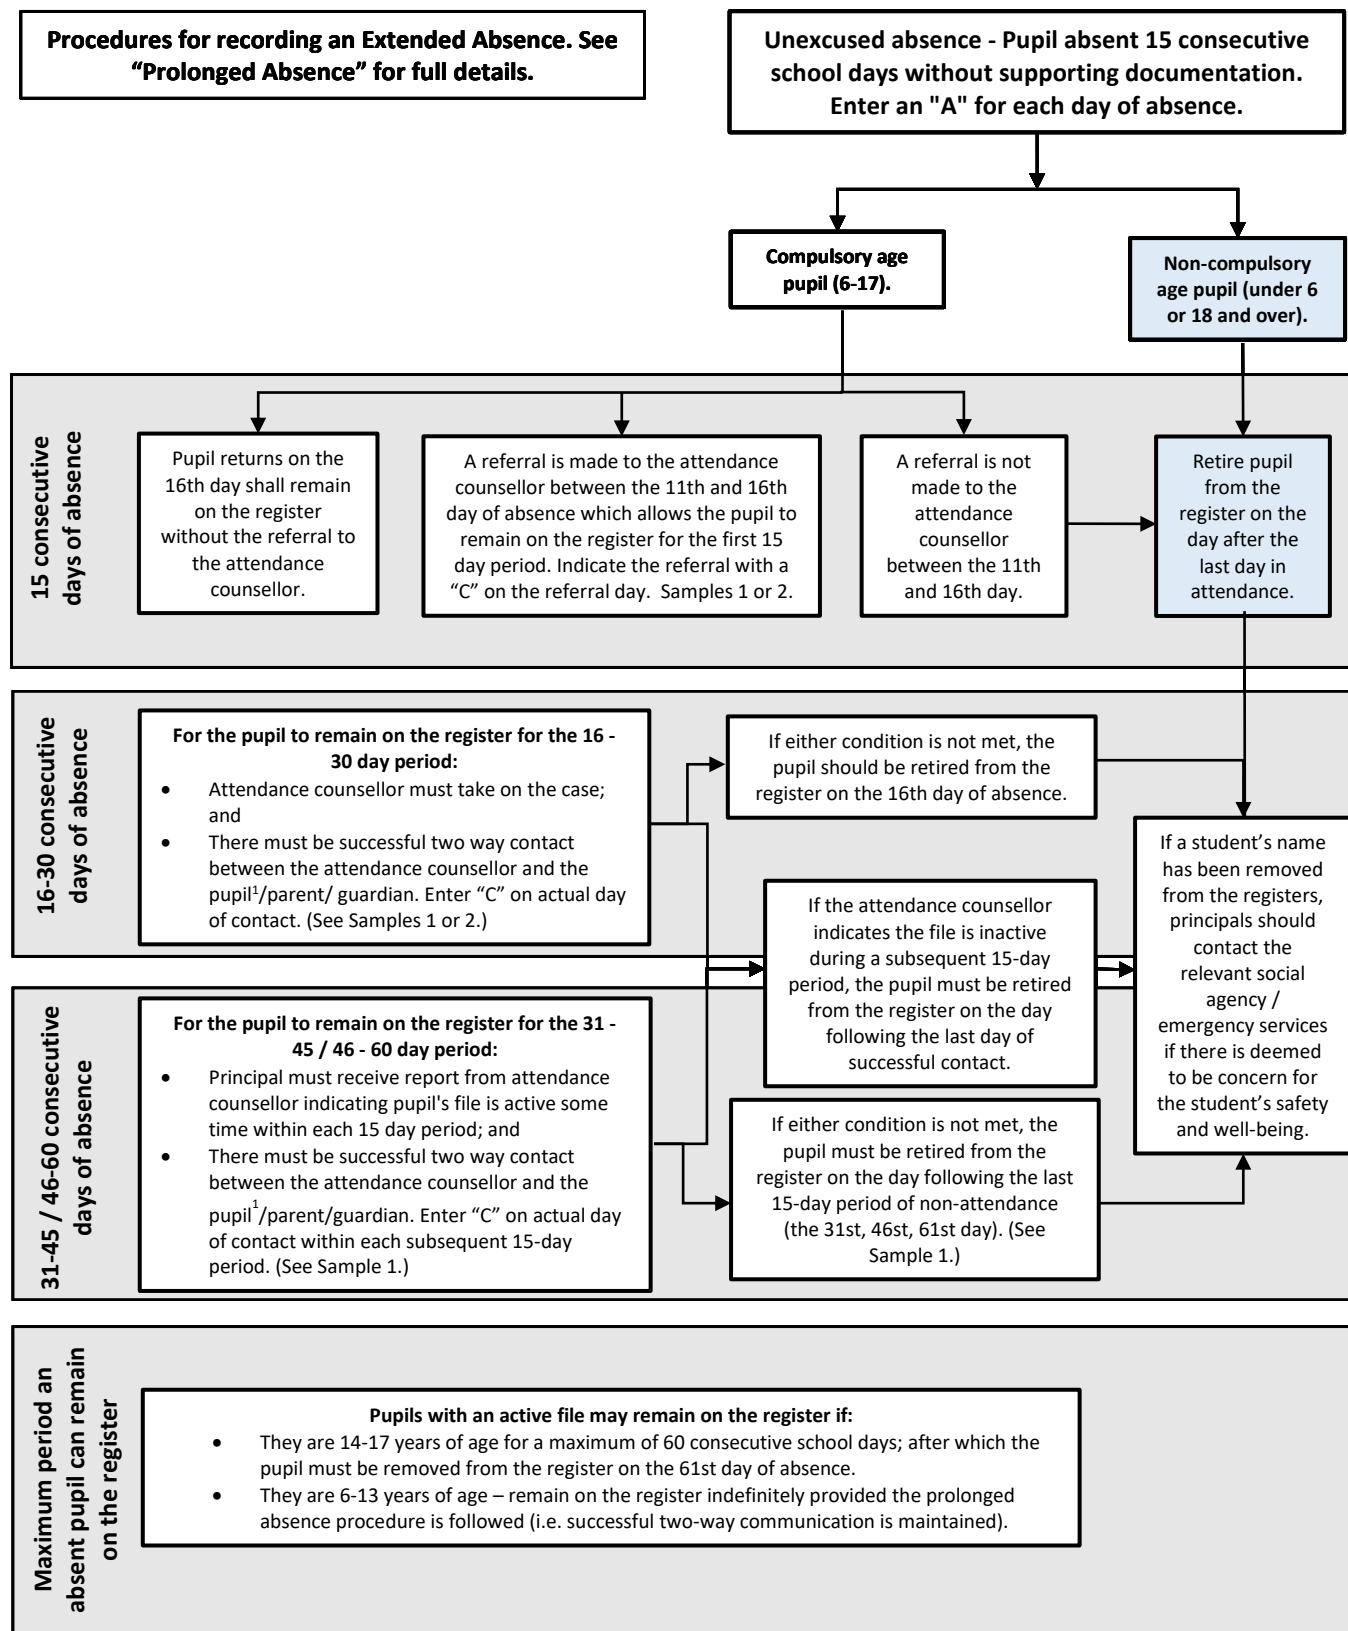 Procedures for recording an Extended Absence. See
“Prolonged Absence” for full details.
Unexcused absence - Pupil absent 15 consecutive
school days without supporting documentation.
Enter an "A" for each day of absence.
Compulsory age
pupil (6-17).
Non-compulsory
age pupil (under 6
or 18 and over).
15 consecutive
days of absence
Pupil returns on the
16th day shall remain
on the register
without the referral to
the attendance
counsellor.
A referral is made to the attendance
counsellor between the 11th and 16th
day of absence which allows the pupil to
remain on the register for the first 15
day period. Indicate the referral with a
“C” on the referral day.  Samples 1 or 2.
A referral is not
made to the
attendance
counsellor
between the 11th
and 16th day.
Retire pupil
from the
register on the
day after the
last day in
attendance.
16-30 consecutive
days of absence
For the pupil to remain on the register for the 16 -
30 day period:
• Attendance counsellor must take on the case;
and
• There must be successful two way contact
between the attendance counsellor and the
pupil¹/parent/ guardian. Enter “C” on actual day
of contact. (See Samples 1 or 2.)
If either condition is not met, the
pupil should be retired from the
register on the 16th day of absence.
If the attendance counsellor
indicates the file is inactive
during a subsequent 15-day
period, the pupil must be retired
from the register on the day
following the last day of
successful contact.
If a student’s name
has been removed
from the registers,
principals should
contact the
relevant social
agency /
emergency services
if there is deemed
to be concern for
the student’s safety
and well-being.
31-45 / 46-60 consecutive
days of absence
For the pupil to remain on the register for the 31 -
45 / 46 - 60 day period:
• Principal must receive report from attendance
counsellor indicating pupil's file is active some
time within each 15 day period; and
• There must be successful two way contact
between the attendance counsellor and the
pupil¹/parent/guardian. Enter “C” on actual day
of contact within each subsequent 15-day
period. (See Sample 1.)
If either condition is not met, the
pupil must be retired from the
register on the day following the last
15-day period of non-attendance
(the 31st, 46st, 61st day). (See
Sample 1.)
Maximum period an
absent pupil can remain
on the register
Pupils with an active file may remain on the register if:
• They are 14-17 years of age for a maximum of 60 consecutive school days; after which the
pupil must be removed from the register on the 61st day of absence.
• They are 6-13 years of age – remain on the register indefinitely provided the prolonged
absence procedure is followed (i.e. successful two-way communication is maintained).